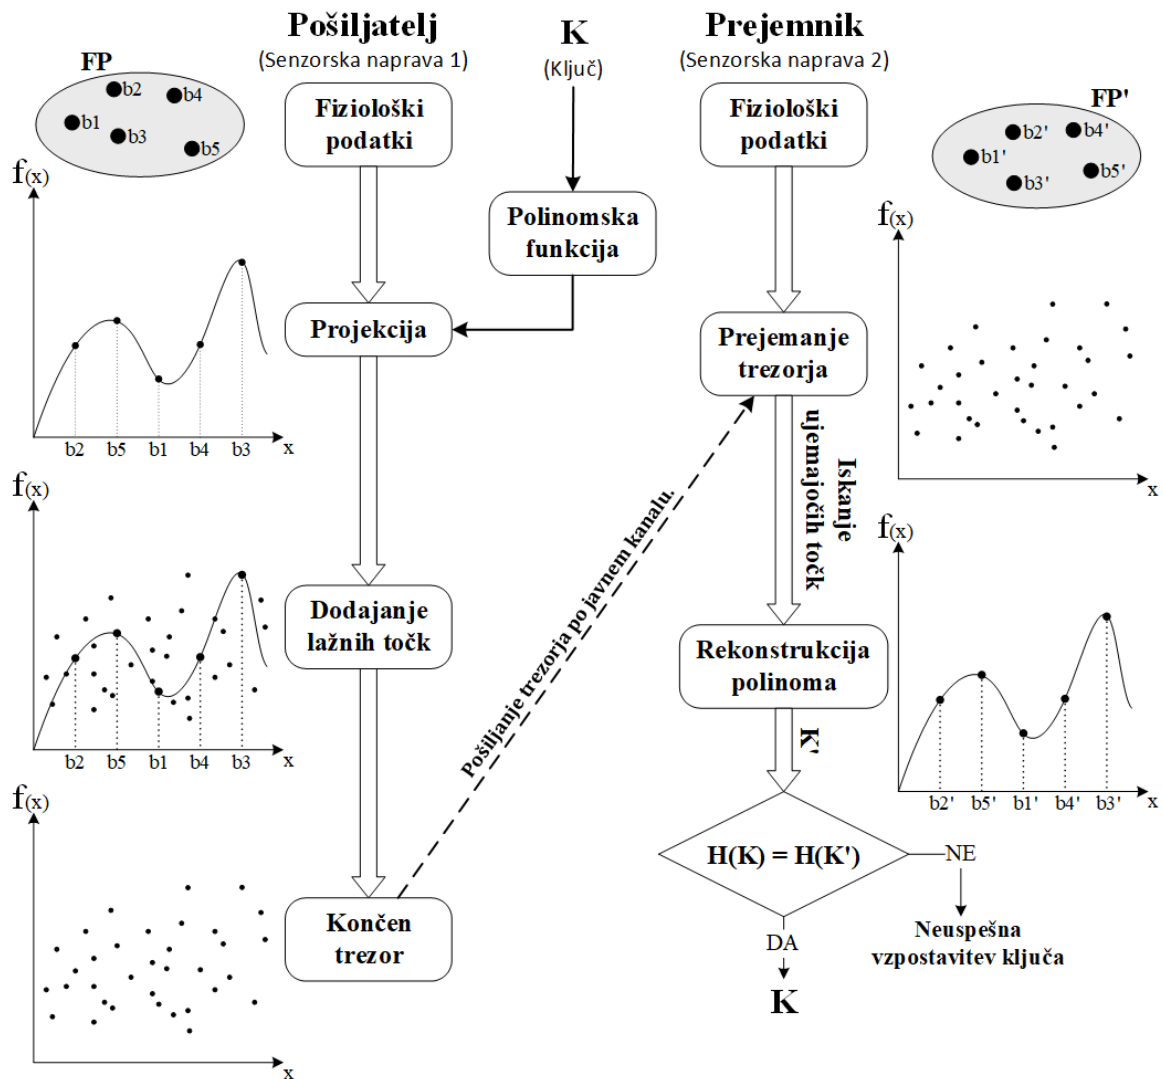 Pošiljatelj
(Senzorska naprava 1)
K
(Ključ)
Prejemnik
(Senzorska naprava 2)
FP
b2
b4
b1
b3
b5
Fiziološki
podatki
Fiziološki
podatki
FP'
b2'
b4'
b1'
b5'
b3'
f(x)
Polinomska
funkcija
f(x)
Projekcija
Prejemanje
trezorja
b2 b5 b1 b4 b3 x
x
Iskanje
ujemajočih točk
f(x)
Pošiljanje trezorja po javnem kanalu.
f(x)
Dodajanje
lažnih točk
Rekonstrukcija
polinoma
b2 b5 b1 b4 b3 x
K'
b2' b5' b1' b4' b3' x
f(x)
H(K) = H(K')
NE
Končen
trezor
DA
Neuspešna
vzpostavitev ključa
K
x